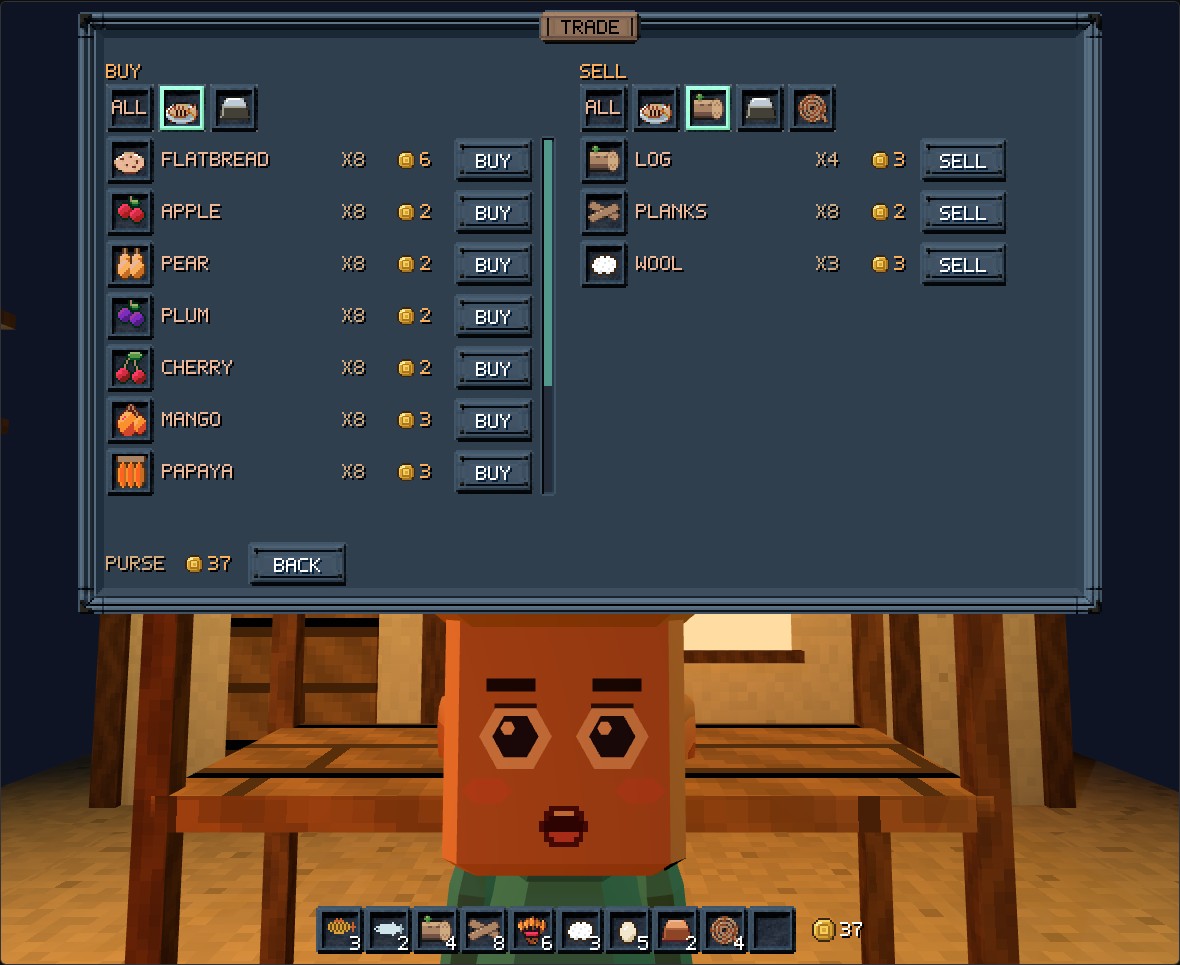 TRADE
BUY
ALL
FLATBREAD X8 6 BUY
APPLE X8 2 BUY
PEAR X8 2 BUY
PLUM X8 2 BUY
CHERRY X8 2 BUY
MANGO X8 3 BUY
PAPAYA X8 3 BUY
SELL
ALL
LOG X4 3 SELL
PLANKS X8 2 SELL
WOOL X3 3 SELL
PURSE 37 BACK
3 2 4 8 6 3 5 2 4 37